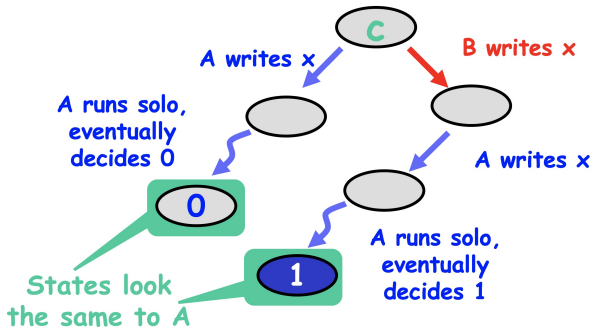 C
A writes x
B writes x
A runs solo,
eventually
decides 0
A writes x
0
A runs solo,
eventually
decides 1
1
States look
the same to A